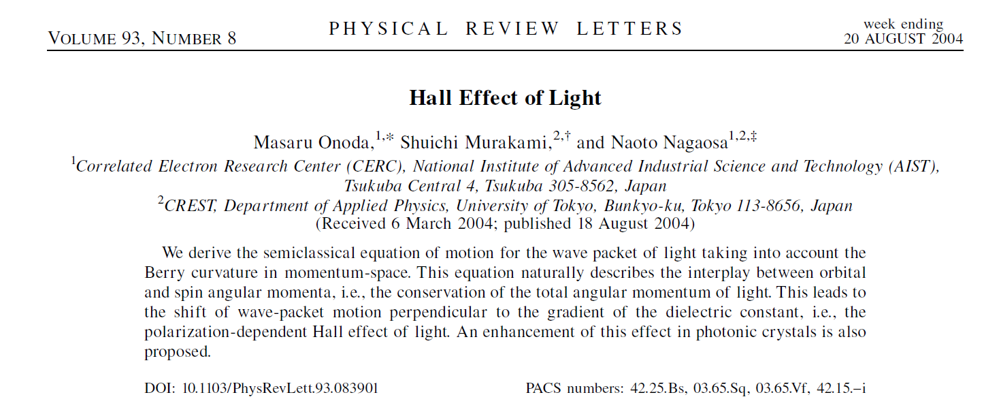 VOLUME 93, NUMBER 8
PHYSICAL REVIEW LETTERS
week ending
20 AUGUST 2004
Hall Effect of Light
Masaru Onoda,1,* Shuichi Murakami,2,† and Naoto Nagaosa1,2,‡
1Correlated Electron Research Center (CERC), National Institute of Advanced Industrial Science and Technology (AIST),
Tsukuba Central 4, Tsukuba 305-8562, Japan
2CREST, Department of Applied Physics, University of Tokyo, Bunkyo-ku, Tokyo 113-8656, Japan
(Received 6 March 2004; published 18 August 2004)
We derive the semiclassical equation of motion for the wave packet of light taking into account the
Berry curvature in momentum-space. This equation naturally describes the interplay between orbital
and spin angular momenta, i.e., the conservation of the total angular momentum of light. This leads to
the shift of wave-packet motion perpendicular to the gradient of the dielectric constant, i.e., the
polarization-dependent Hall effect of light. An enhancement of this effect in photonic crystals is also
proposed.
DOI: 10.1103/PhysRevLett.93.083901
PACS numbers: 42.25.Bs, 03.65.Sq, 03.65.Vf, 42.15.–i